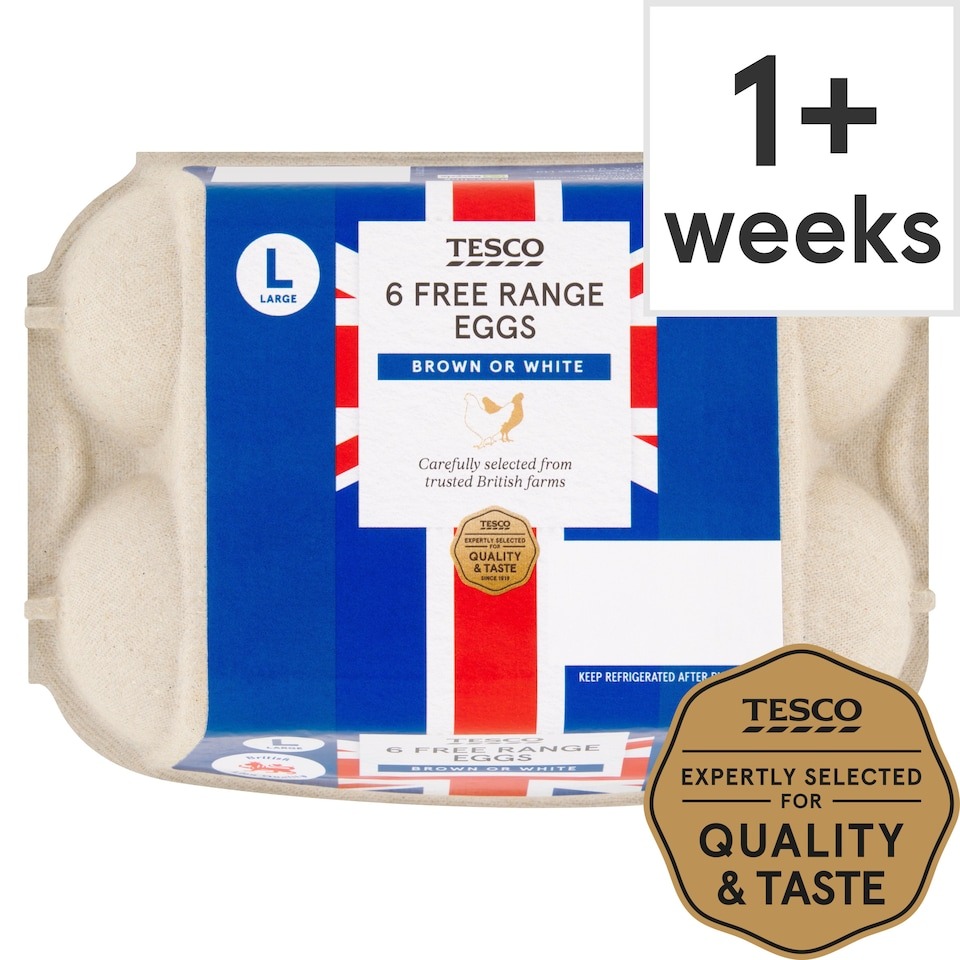 1+
weeks
L
LARGE
TESCO
6 FREE RANGE
EGGS
BROWN OR WHITE
Carefully selected from
trusted British farms
TESCO
EXPERTLY SELECTED
FOR
QUALITY
& TASTE
SINCE 1919
KEEP REFRIGERATED AFTER
L
LARGE
British
TESCO
6 FREE RANGE
EGGS
BROWN OR WHITE
TESCO
EXPERTLY SELECTED
FOR
QUALITY
& TASTE